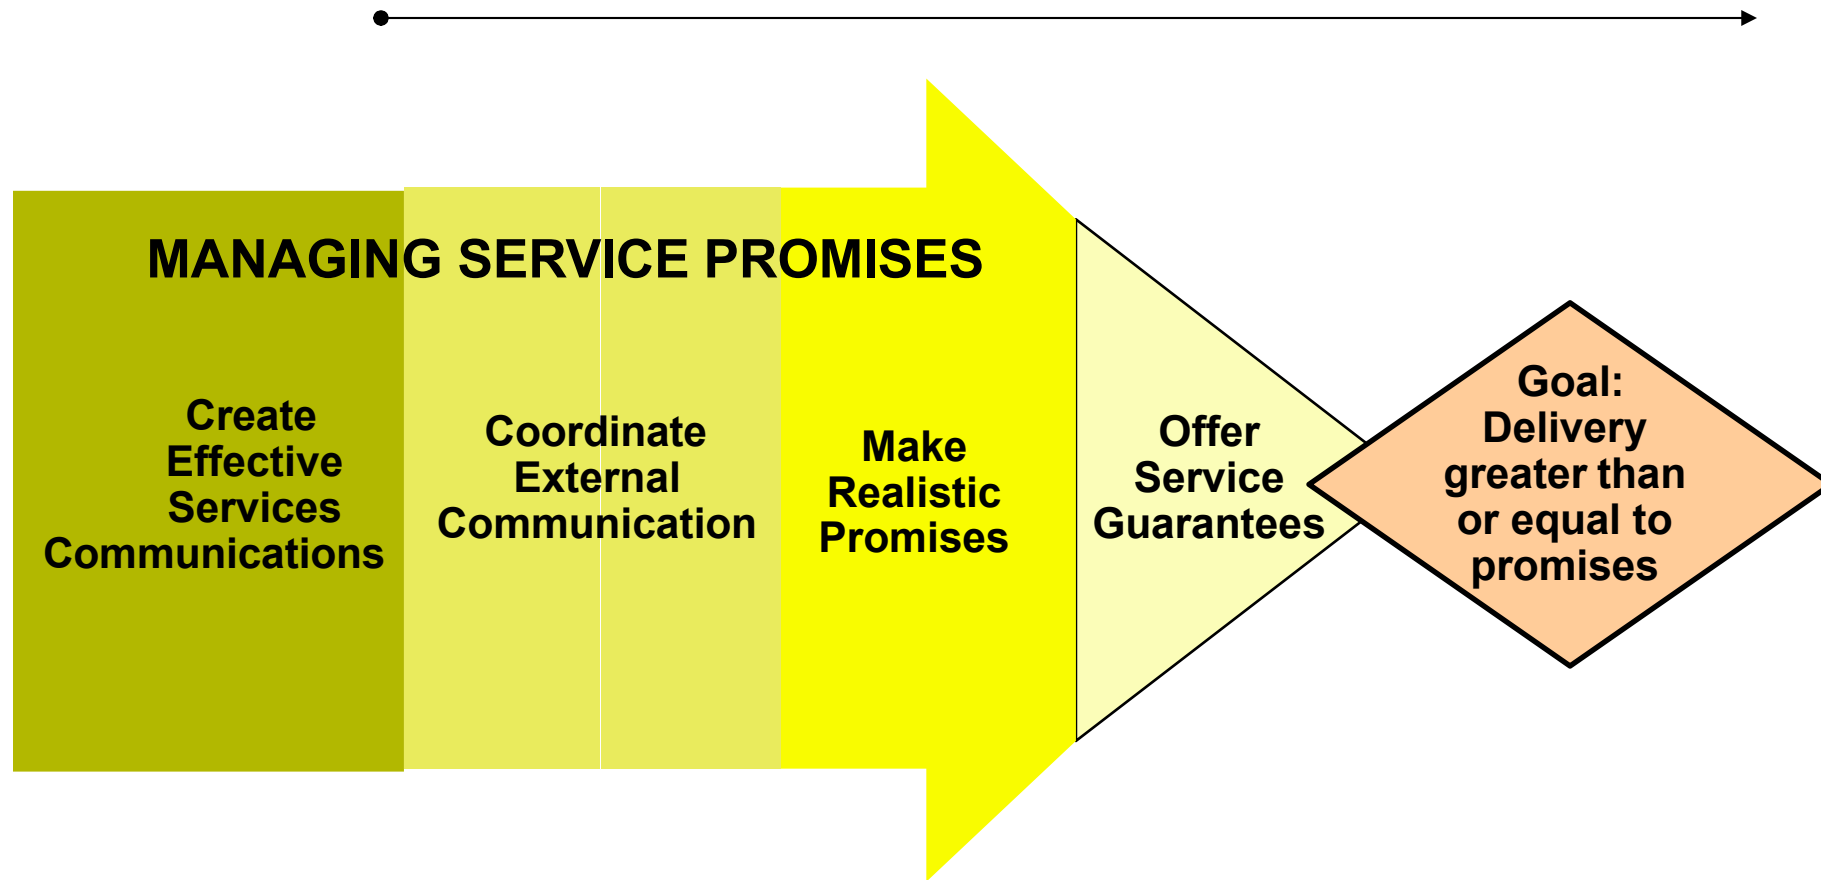 MANAGING SERVICE PROMISES
Create
Effective
Services
Communications
Coordinate
External
Communication
Make
Realistic
Promises
Offer
Service
Guarantees
Goal:
Delivery
greater than
or equal to
promises